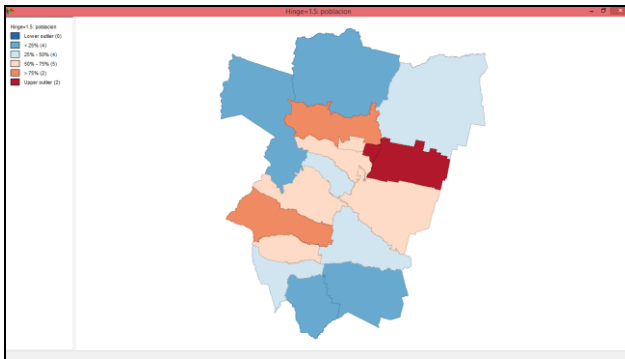 Hinge=1.5: poblacion
Hinge=1.5: poblacion
Lower outlier (0)
< 25% (4)
25% - 50% (4)
50% - 75% (5)
> 75% (2)
Upper outlier (2)